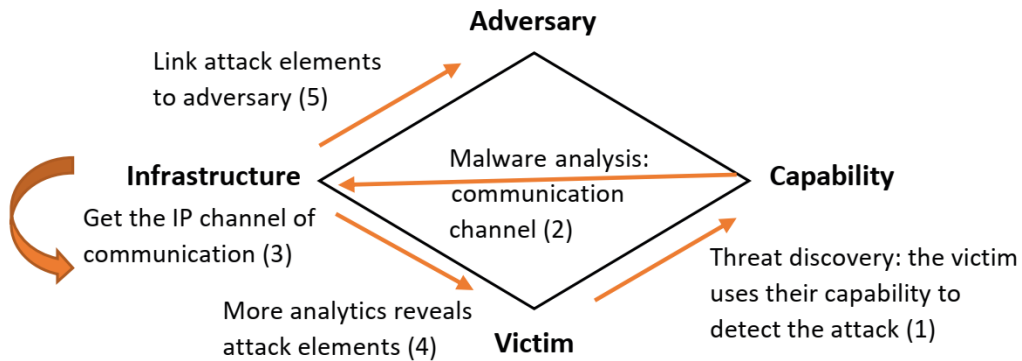 Adversary
Link attack elements
to adversary (5)
Malware analysis:
communication
channel (2)
Infrastructure
Capability
Get the IP channel of
communication (3)
Threat discovery: the victim
uses their capability to
detect the attack (1)
More analytics reveals
attack elements (4)
Victim